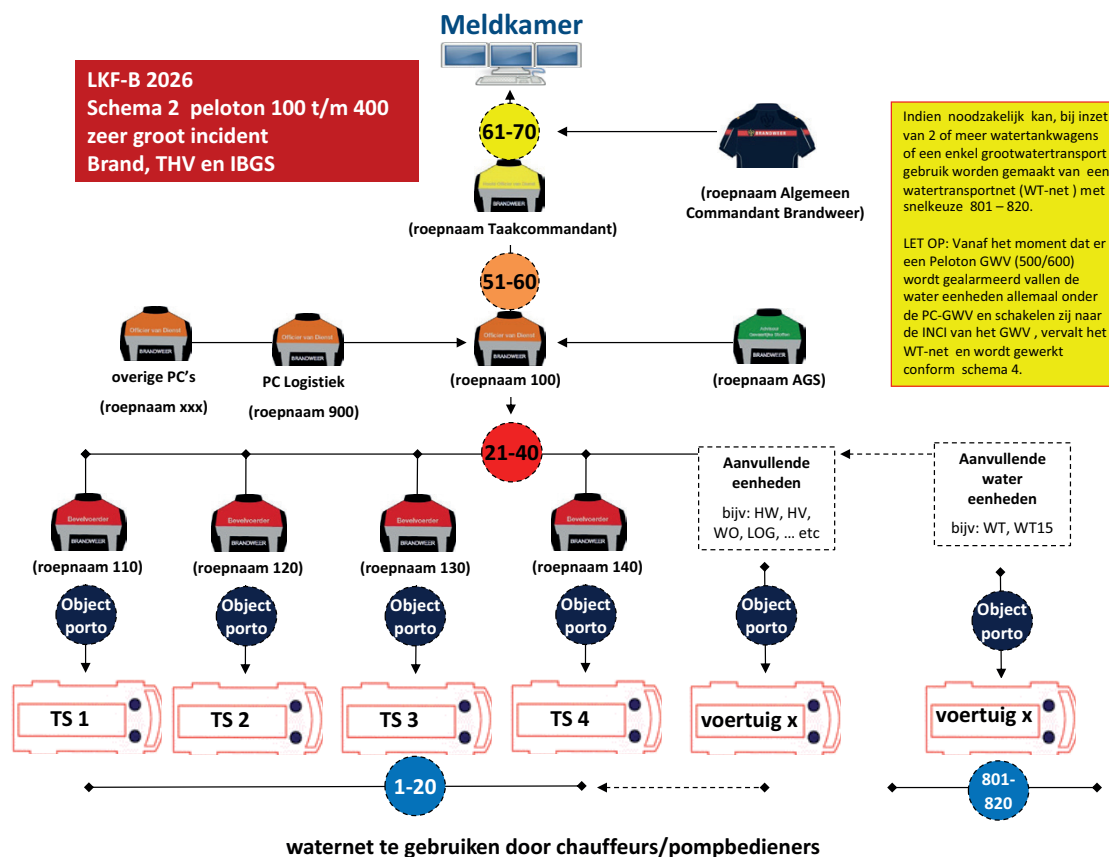 Meldkamer
LKF-B 2026
Schema 2 peloton 100 t/m 400
zeer groot incident
Brand, THV en IBGS
61-70
BRANDWEER
(roepnaam Algemeen
Commandant Brandweer)
BRANDWEER
(roepnaam Taakcommandant)
Indien noodzakelijk kan, bij inzet
van 2 of meer watertankwagens
of een enkel grootwatertransport
gebruik worden gemaakt van een
watertransportnet (WT-net ) met
snelkeuze 801 – 820.
LET OP: Vanaf het moment dat er
een Peloton GWV (500/600)
wordt gealarmeerd vallen de
water eenheden allemaal onder
de PC-GWV en schakelen zij naar
de INCI van het GWV , vervalt het
WT-net en wordt gewerkt
conform schema 4.
51-60
Officier van Dienst
BRANDWEER
overige PC's
(roepnaam xxx)
Officier van Dienst
BRANDWEER
PC Logistiek
(roepnaam 900)
Officier van Dienst
BRANDWEER
(roepnaam 100)
Adviseur
Gevaarlijke Stoffen
BRANDWEER
(roepnaam AGS)
21-40
Bevelvoerder
BRANDWEER
(roepnaam 110)
Bevelvoerder
BRANDWEER
(roepnaam 120)
Bevelvoerder
BRANDWEER
(roepnaam 130)
Bevelvoerder
BRANDWEER
(roepnaam 140)
Aanvullende
eenheden
bijv: HW, HV,
WO, LOG, ... etc
Aanvullende
water
eenheden
bijv: WT, WT15
Object
porto
Object
porto
Object
porto
Object
porto
Object
porto
Object
porto
TS 1
TS 2
TS 3
TS 4
voertuig x
voertuig x
1-20
801-
820
waternet te gebruiken door chauffeurs/pompbedieners